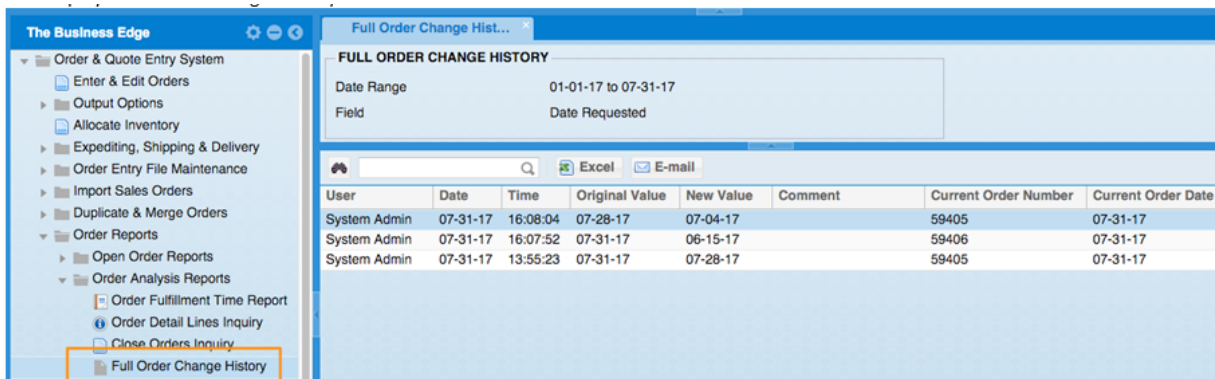 The Business Edge
Order & Quote Entry System
Enter & Edit Orders
Output Options
Allocate Inventory
Expediting, Shipping & Delivery
Order Entry File Maintenance
Import Sales Orders
Duplicate & Merge Orders
Order Reports
Open Order Reports
Order Analysis Reports
Order Fulfillment Time Report
Order Detail Lines Inquiry
Close Orders Inquiry
Full Order Change History
Full Order Change Hist...
FULL ORDER CHANGE HISTORY
Date Range 01-01-17 to 07-31-17
Field Date Requested
Excel E-mail
User Date Time Original Value New Value Comment Current Order Number Current Order Date
System Admin 07-31-17 16:08:04 07-28-17 07-04-17 59405 07-31-17
System Admin 07-31-17 16:07:52 07-31-17 06-15-17 59406 07-31-17
System Admin 07-31-17 13:55:23 07-31-17 07-28-17 59405 07-31-17